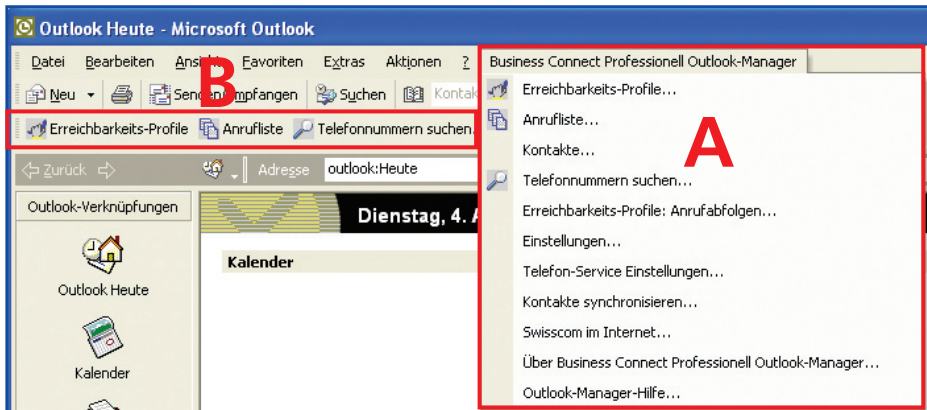 Outlook Heute - Microsoft Outlook
Datei Bearbeiten Favoriten Extras Aktionen ? Business Connect Professionell Outlook-Manager
B
Neu Suchen
Erreichbarkeits-Profile Anrufliste Telefonnummern suchen...
Erreichbarkeits-Profile...
Anrufliste...
Kontakte...
A
Telefonnummern suchen...
Erreichbarkeits-Profile: Anrufabfolgen...
Einstellungen...
Telefon-Service Einstellungen...
Kontakte synchronisieren...
Swisscom im Internet...
Über Business Connect Professionell Outlook-Manager...
Outlook-Manager-Hilfe...
Zurück Adresse outlook:Heute
Outlook-Verknüpfungen
Dienstag, 4.
Kalender
Outlook Heute
Kalender